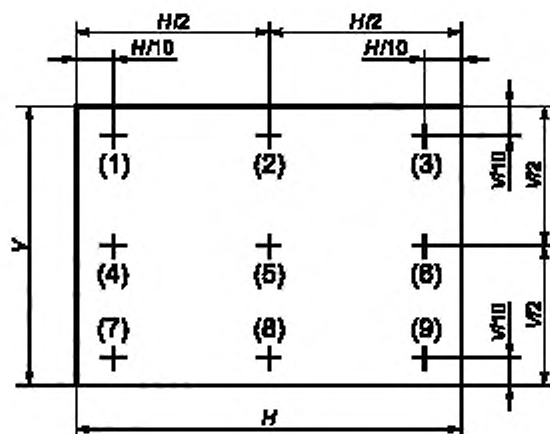 H/2 H/2
H/10 H/10
(1) (2) (3)
V/10
V/2
V
(4) (5) (6)
(7) (8) (9)
V/10
V/2
H